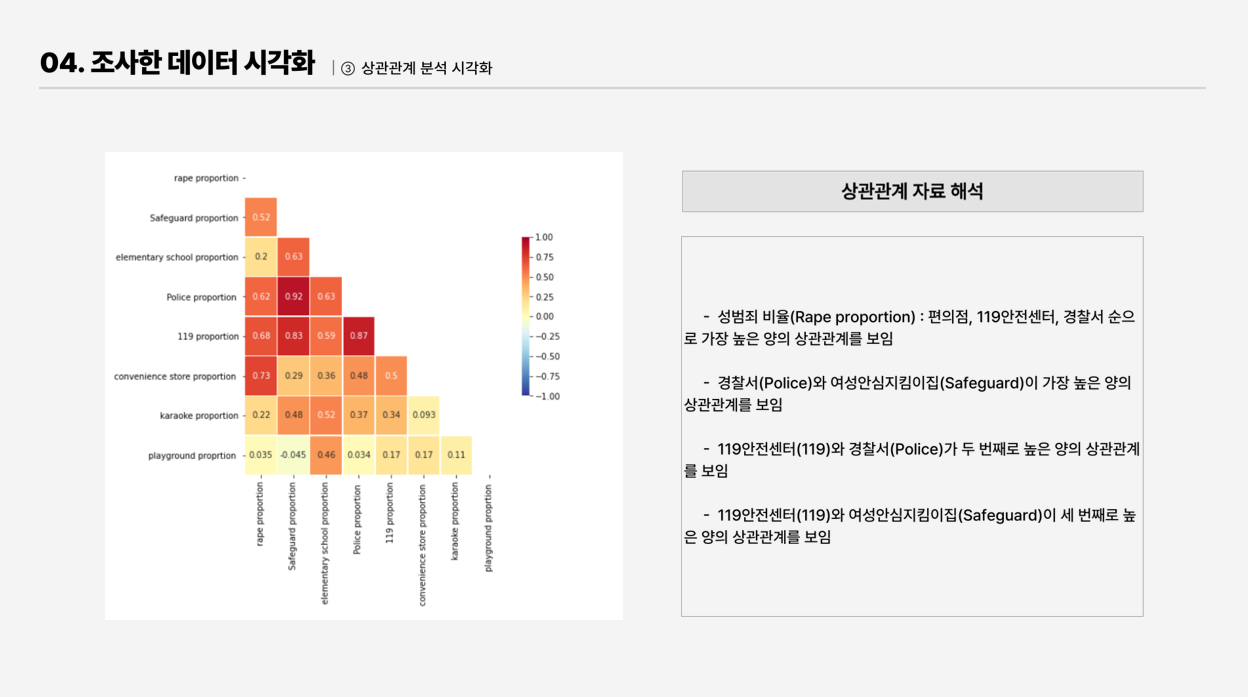 04. 조사한 데이터 시각화 | ③ 상관관계 분석 시각화
rape proportion
Safeguard proportion
0.52
elementary school proportion
0.2 0.63
Police proportion
0.62 0.92 0.63
119 proportion
0.68 0.83 0.59 0.87
convenience store proportion
0.73 0.29 0.36 0.48 0.5
karaoke proportion
0.22 0.48 0.52 0.37 0.34 0.093
playground proprtion
0.035 -0.045 0.46 0.034 0.17 0.17 0.11
rape proportion
Safeguard proportion
elementary school proportion
Police proportion
119 proportion
convenience store proportion
karaoke proportion
playground proprtion
1.00
0.75
0.50
0.25
0.00
−0.25
−0.50
−0.75
−1.00
상관관계 자료 해석
- 성범죄 비율(Rape proportion) : 편의점, 119안전센터, 경찰서 순으
로 가장 높은 양의 상관관계를 보임
- 경찰서(Police)와 여성안심지킴이집(Safeguard)이 가장 높은 양의
상관관계를 보임
- 119안전센터(119)와 경찰서(Police)가 두 번째로 높은 양의 상관관계
를 보임
- 119안전센터(119)와 여성안심지킴이집(Safeguard)이 세 번째로 높
은 양의 상관관계를 보임